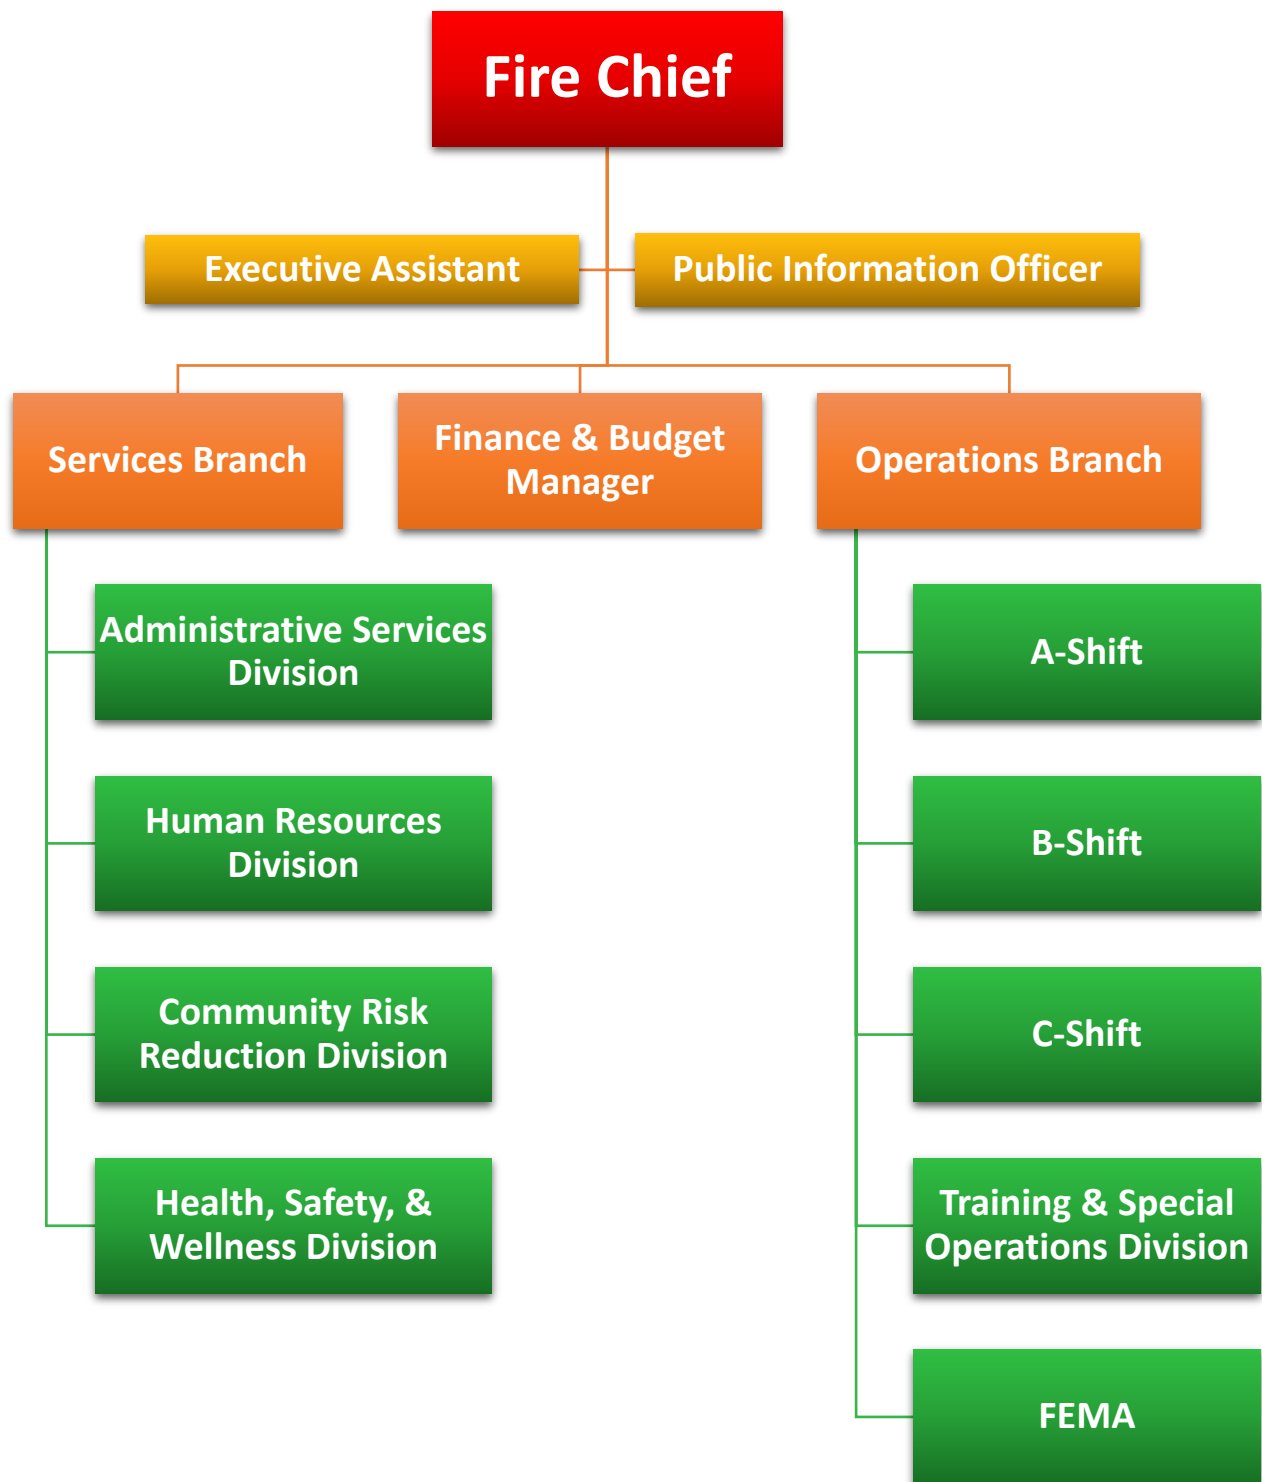 Fire Chief
Executive Assistant
Public Information Officer
Services Branch
Finance & Budget
Manager
Operations Branch
Administrative Services
Division
Human Resources
Division
Community Risk
Reduction Division
Health, Safety, &
Wellness Division
A-Shift
B-Shift
C-Shift
Training & Special
Operations Division
FEMA